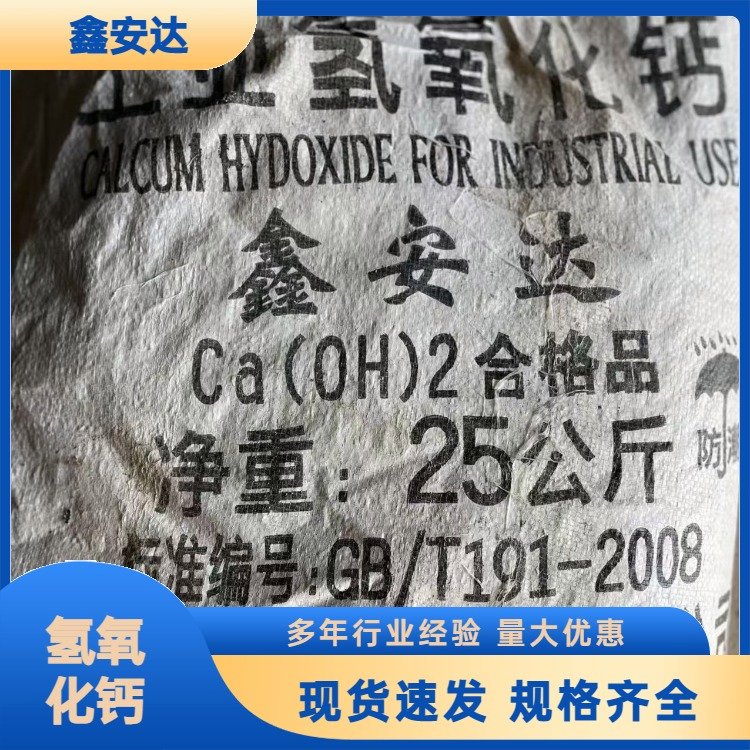 鑫安达
工业氢氧化钙
CALCUM HYDOXIDE FOR INDUSTRIAL USE
鑫安达
Ca(OH)2合格品
防潮
净重：25公斤
标准编号:GB/T191-2008
氢氧
化钙
多年行业经验 量大优惠
现货速发 规格齐全